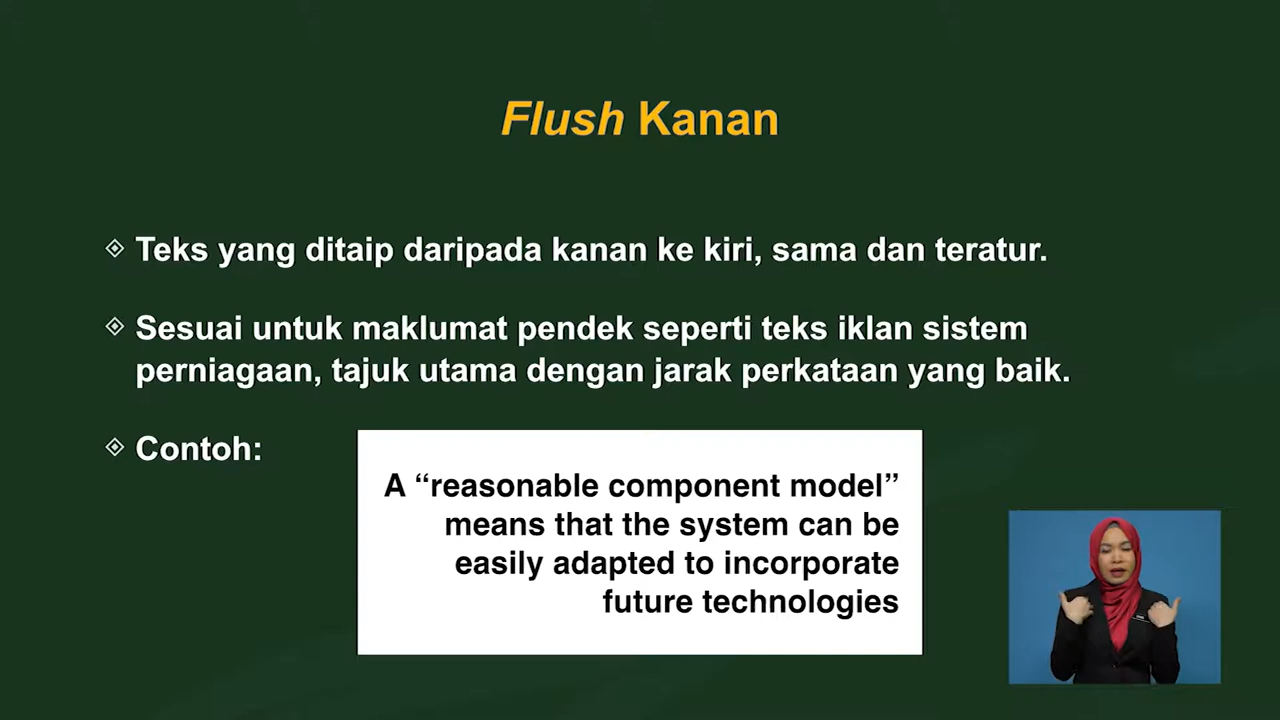 Flush Kanan
Teks yang ditaip daripada kanan ke kiri, sama dan teratur.
Sesuai untuk maklumat pendek seperti teks iklan sistem
perniagaan, tajuk utama dengan jarak perkataan yang baik.
Contoh:
A “reasonable component model”
means that the system can be
easily adapted to incorporate
future technologies